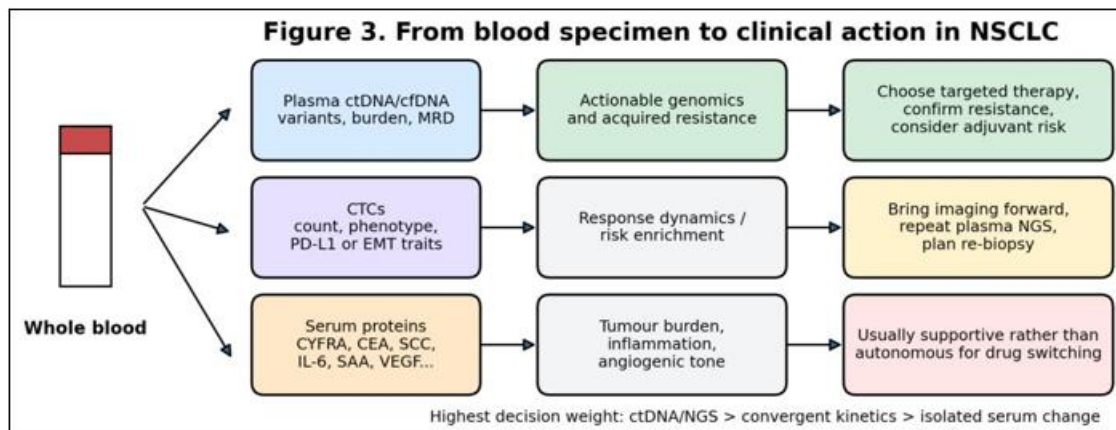 Figure 3. From blood specimen to clinical action in NSCLC
Plasma ctDNA/cfDNA
variants, burden, MRD
Actionable genomics
and acquired resistance
Choose targeted therapy,
confirm resistance,
consider adjuvant risk
CTCs
count, phenotype,
PD-L1 or EMT traits
Response dynamics /
risk enrichment
Bring imaging forward,
repeat plasma NGS,
plan re-biopsy
Whole blood
Serum proteins
CYFRA, CEA, SCC,
IL-6, SAA, VEGF...
Tumour burden,
inflammation,
angiogenic tone
Usually supportive rather than
autonomous for drug switching
Highest decision weight: ctDNA/NGS > convergent kinetics > isolated serum change